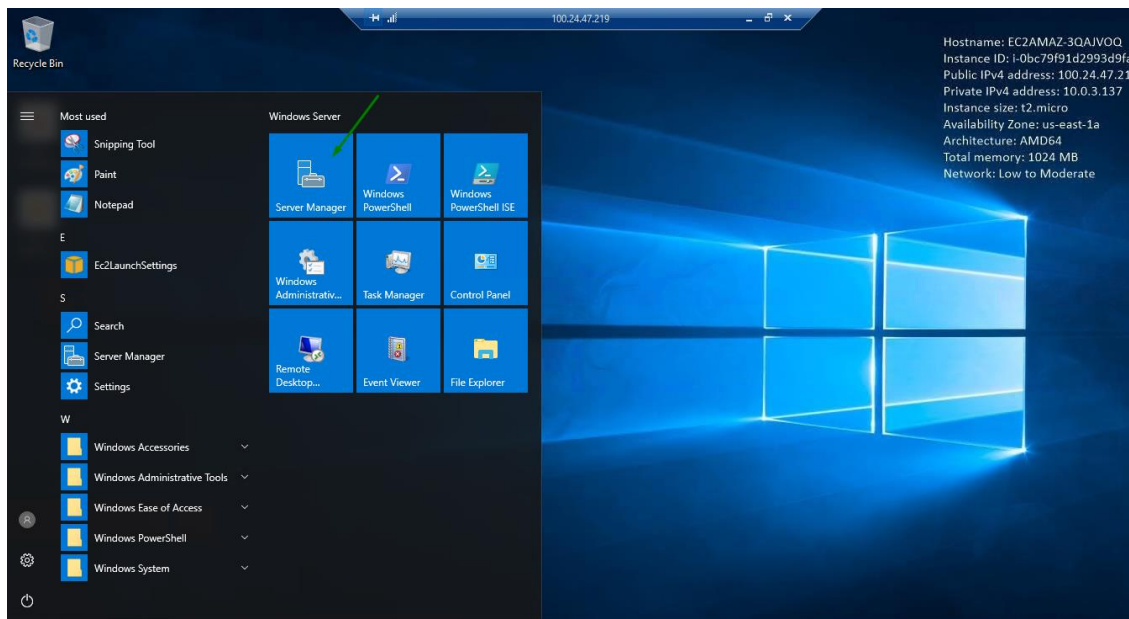 100.24.47.219
Recycle Bin
Hostname: EC2AMAZ-3QAJVOQ
Instance ID: i-0bc79f91d2993d9fa
Public IPv4 address: 100.24.47.21
Private IPv4 address: 10.0.3.137
Instance size: t2.micro
Availability Zone: us-east-1a
Architecture: AMD64
Total memory: 1024 MB
Network: Low to Moderate
Most used
Snipping Tool
Paint
Notepad
E
Ec2LaunchSettings
S
Search
Server Manager
Settings
W
Windows Accessories
Windows Administrative Tools
Windows Ease of Access
Windows PowerShell
Windows System
Windows Server
Server Manager
Windows
PowerShell
Windows
PowerShell ISE
Windows
Administrativ...
Task Manager
Control Panel
Remote
Desktop...
Event Viewer
File Explorer